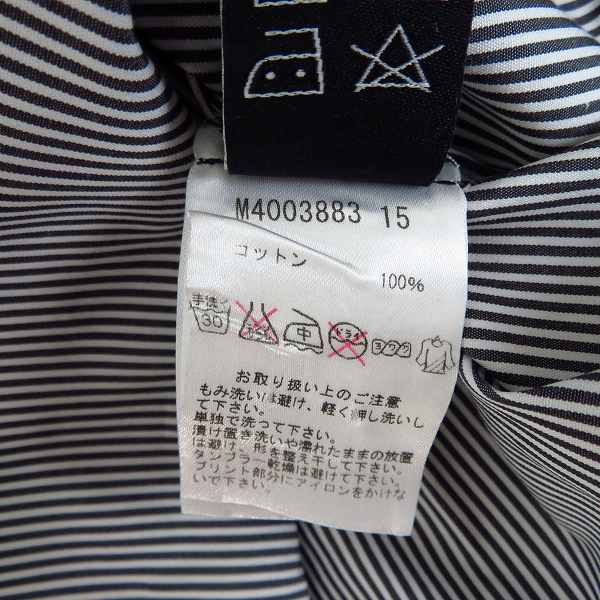 M4003883 15
コットン
100%
手洗
30
中
ドライ
ヨワク
お取り扱い上のご注意
もみ洗いは避け、軽く押し洗いし
て下さい。
単独で洗って下さい。
漬け置き洗いや濡れたままの放置
は避け、形を整え干して下さい。
タンブラー乾燥は避けて下さい。
プリント部分にアイロンをかけな
いで下さい。